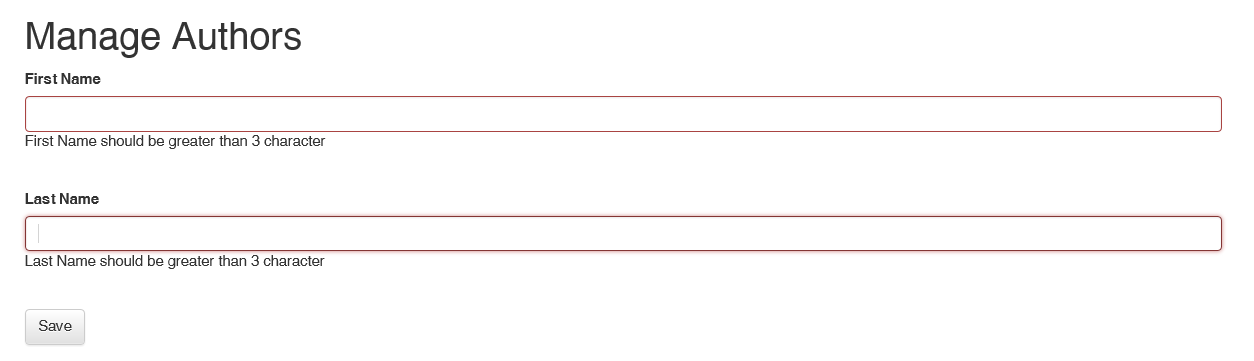 Manage Authors
First Name
First Name should be greater than 3 character
Last Name
Last Name should be greater than 3 character
Save